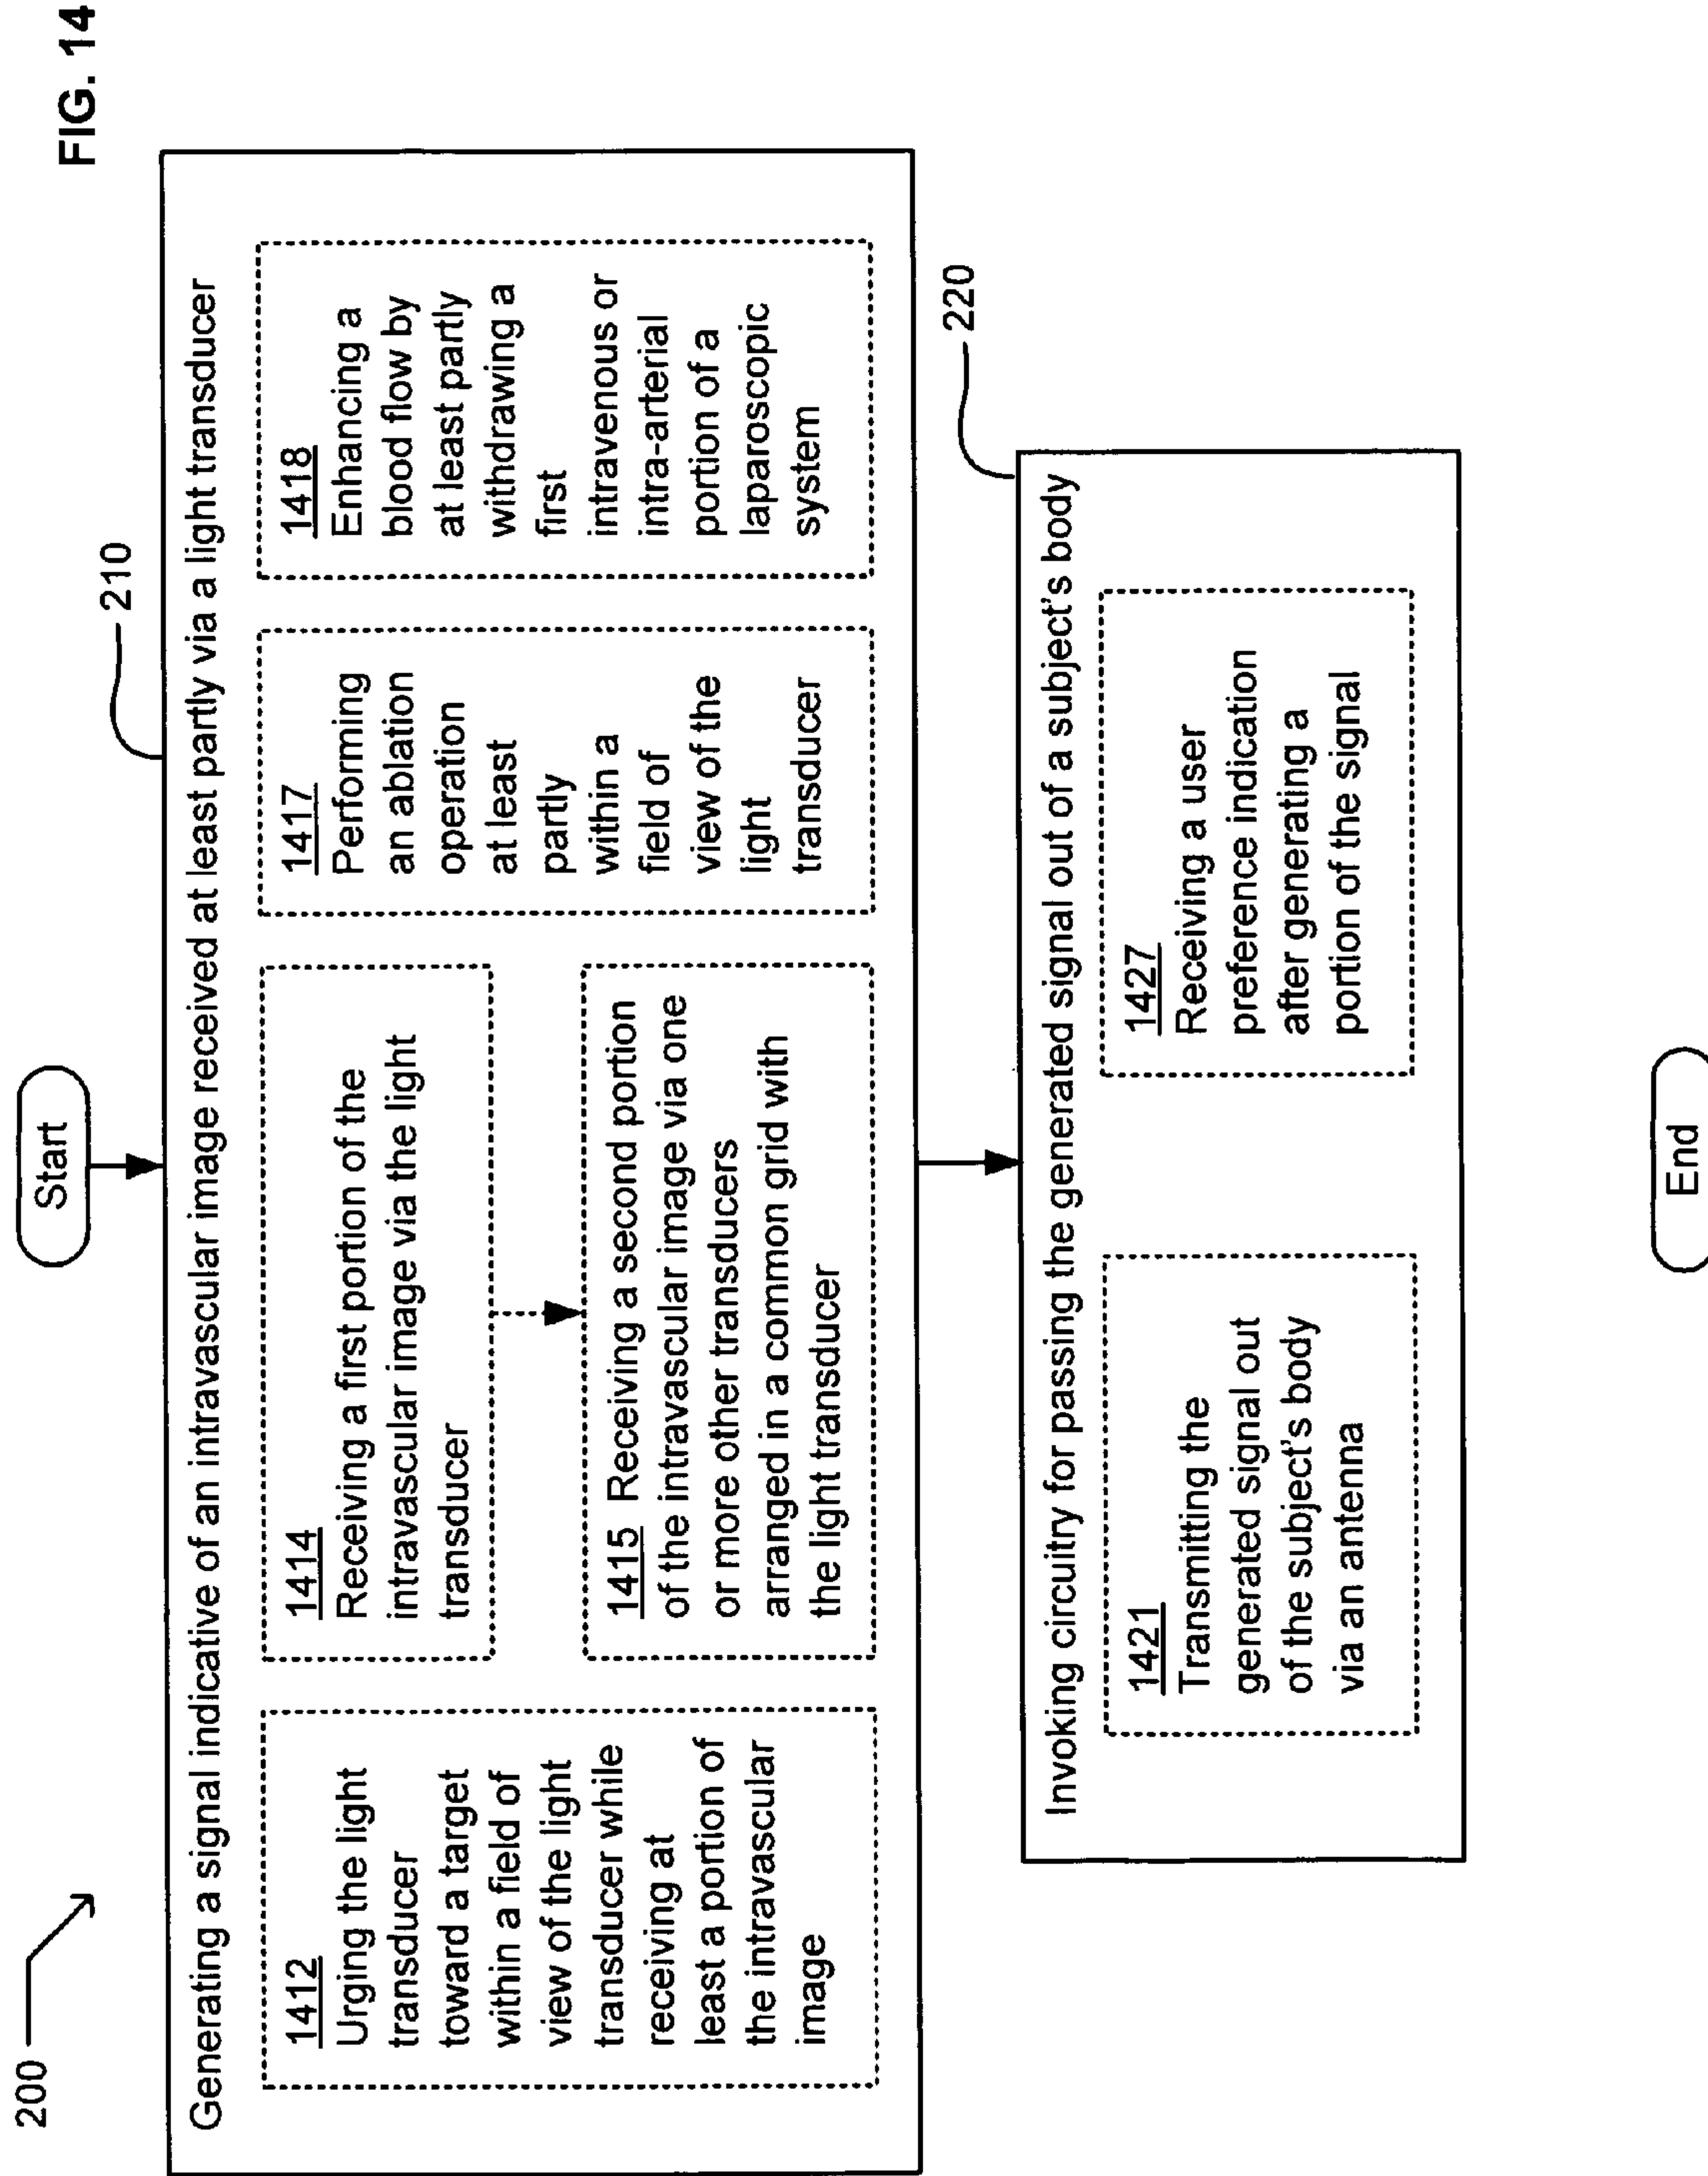 FIG. 14
200
Start
210
Generating a signal indicative of an intravascular image received at least partly via a light transducer
1412
Urging the light
transducer
toward a target
within a field of
view of the light
transducer while
receiving at
least a portion of
the intravascular
image
1414
Receiving a first portion of the
intravascular image via the light
transducer
1415 Receiving a second portion
of the intravascular image via one
or more other transducers
arranged in a common grid with
the light transducer
1417
Performing
an ablation
operation
at least
partly
within a
field of
view of the
light
transducer
1418
Enhancing a
blood flow by
at least partly
withdrawing a
first
intravenous or
intra-arterial
portion of a
laparoscopic
system
220
Invoking circuitry for passing the generated signal out of a subject's body
1421
Transmitting the
generated signal out
of the subject's body
via an antenna
1427
Receiving a user
preference indication
after generating a
portion of the signal
End